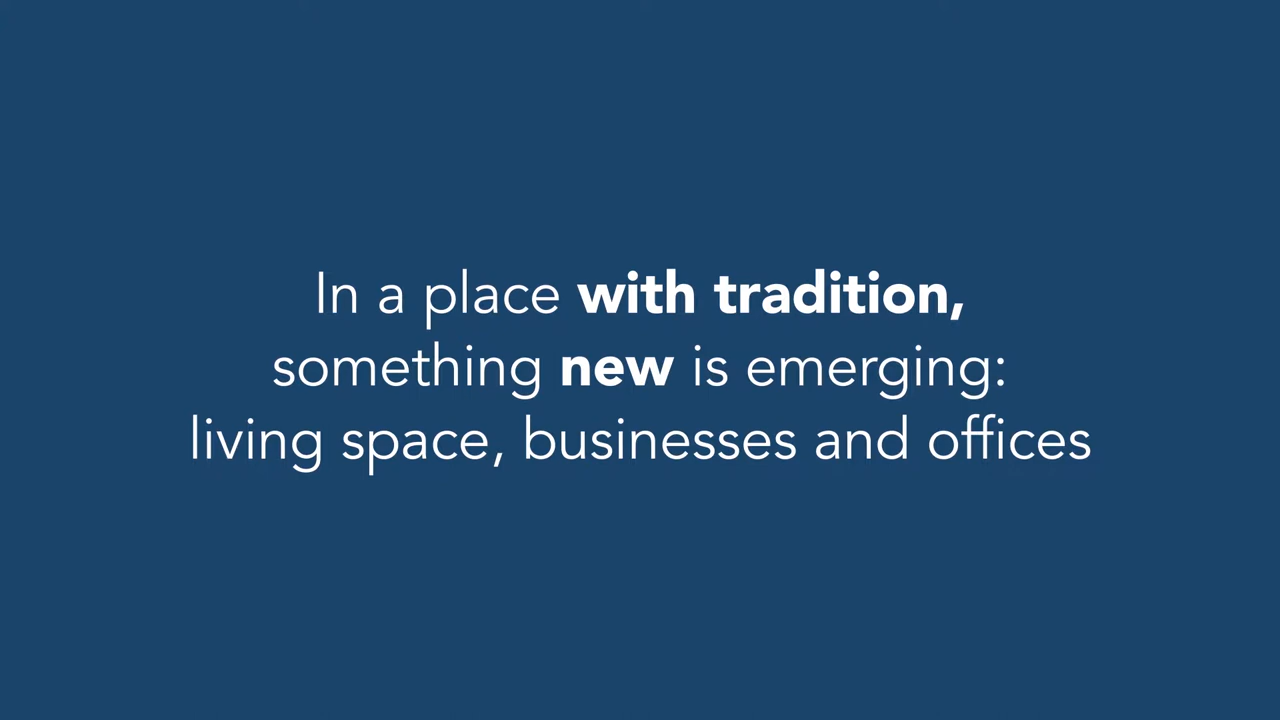 In a place with tradition,
something new is emerging:
living space, businesses and offices